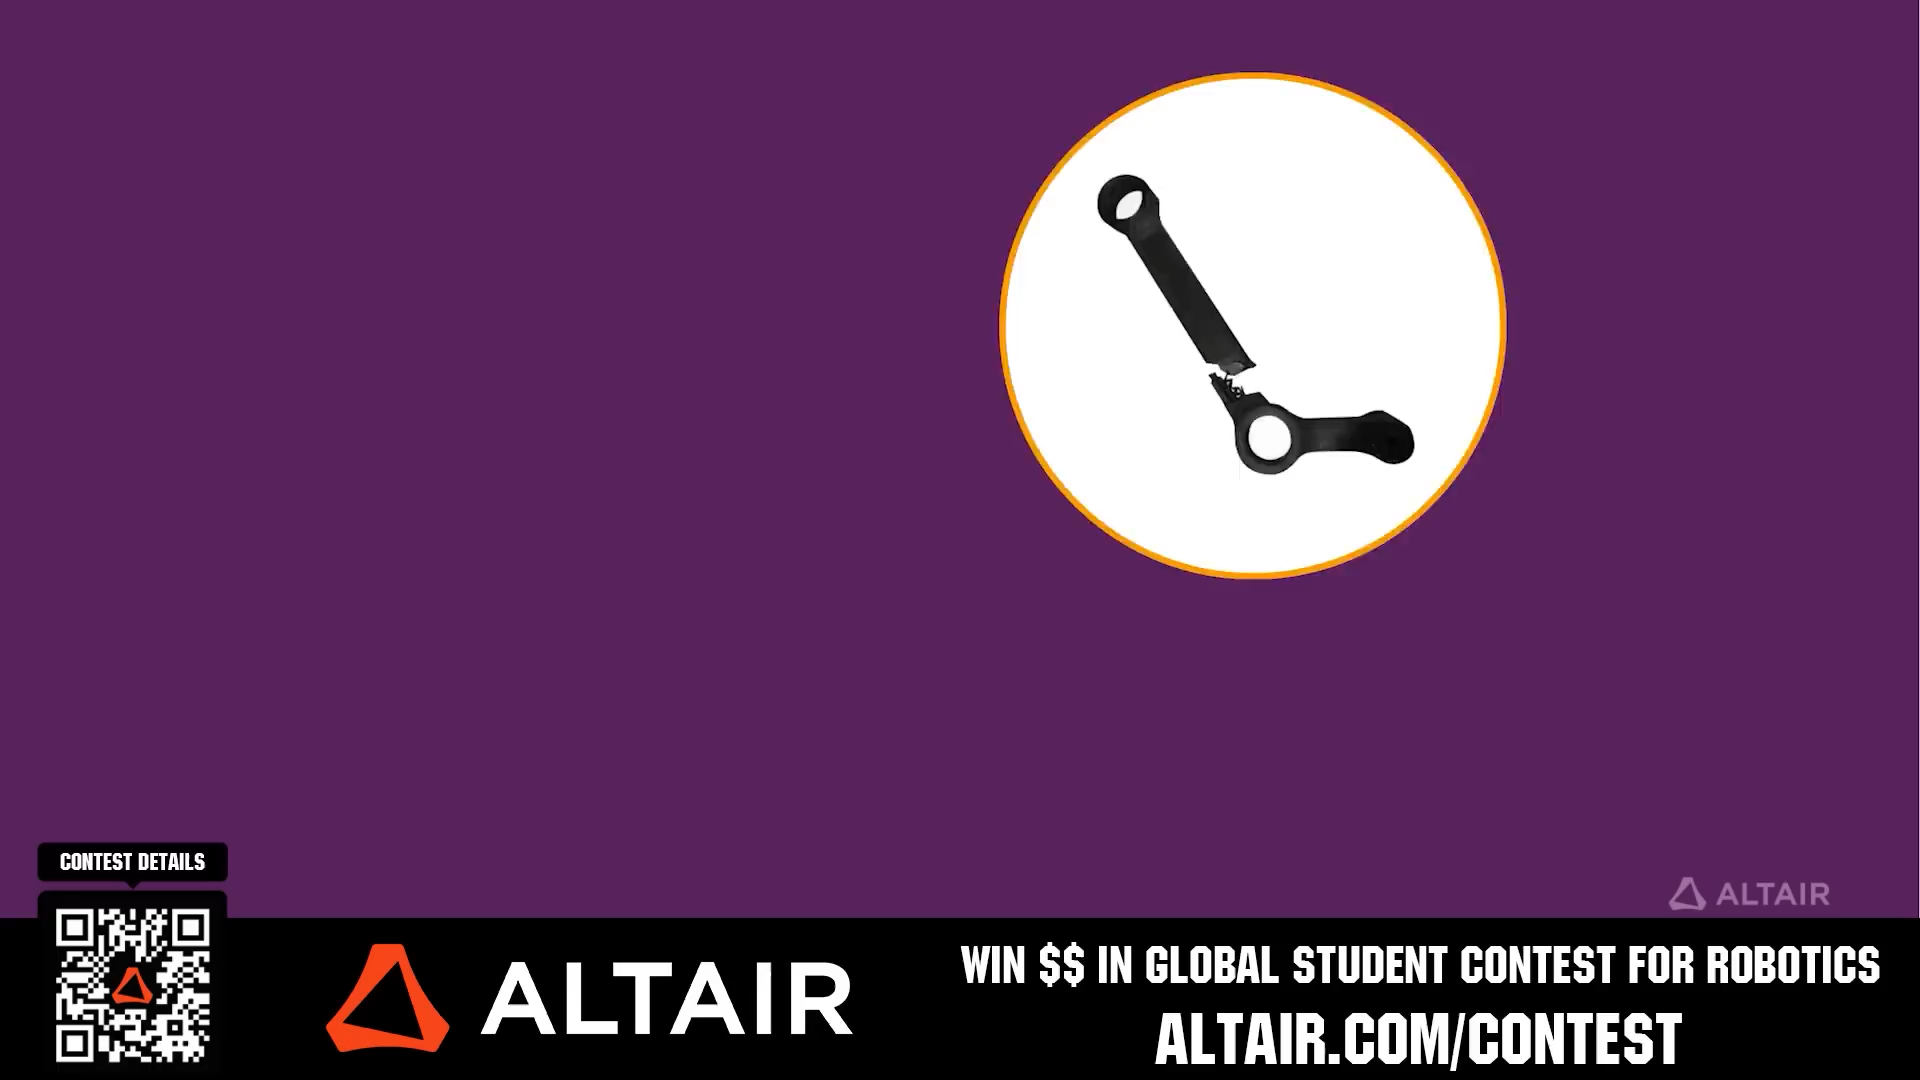 CONTEST DETAILS
ALTAIR
ALTAIR
WIN $$ IN GLOBAL STUDENT CONTEST FOR ROBOTICS
ALTAIR.COM/CONTEST